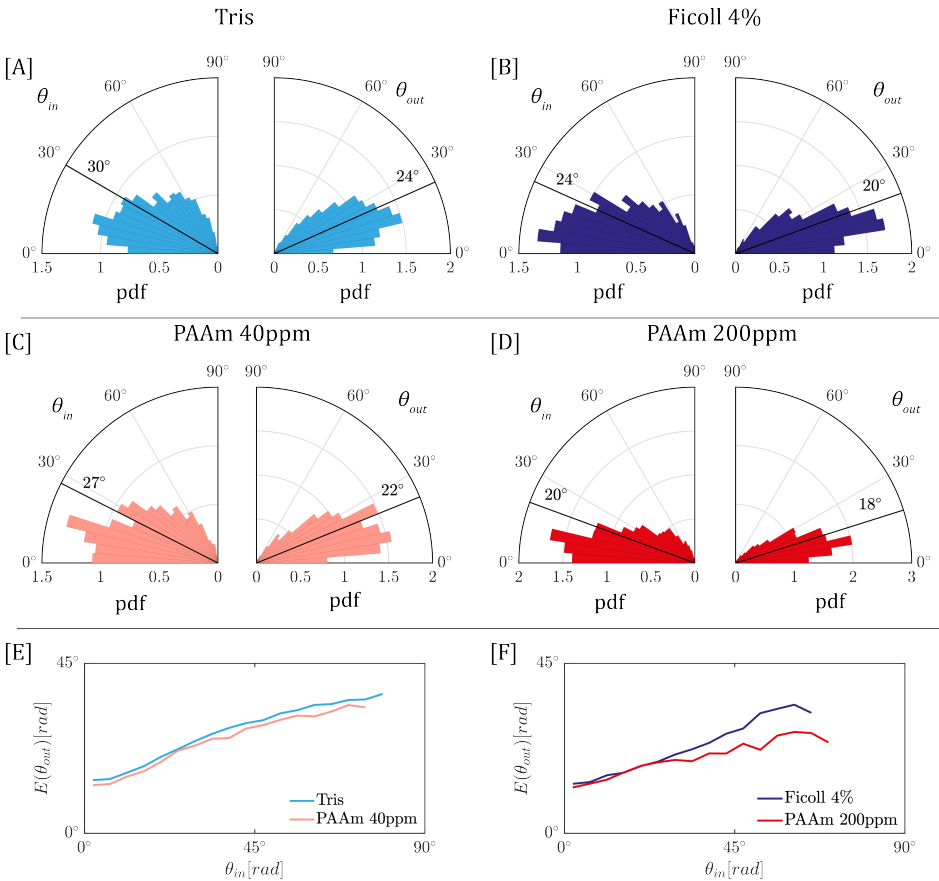 Tris
Ficoll 4%
[A]
90°
90°
[B]
90°
90°
θin
60°
60°
θout
θin
60°
60°
θout
30°
30°
24°
30°
30°
30°
24°
20°
0°
0°
0°
0°
1.5 1 0.5 0
0 0.5 1 1.5 2
1.5 1 0.5 0
0 0.5 1 1.5 2
pdf
pdf
pdf
pdf
[C]
PAAm 40ppm
[D]
PAAm 200ppm
90°
90°
90°
90°
θin
60°
60°
θout
θin
60°
60°
θout
30°
27°
22°
30°
30°
20°
18°
30°
0°
0°
0°
0°
1.5 1 0.5 0
0 0.5 1 1.5 2
2 1.5 1 0.5 0
0 1 2 3
pdf
pdf
pdf
pdf
[E]
45°
E(θout)[rad]
Tris
PAAm 40ppm
0°
0° 45° 90°
θin[rad]
[F]
45°
E(θout)[rad]
Ficoll 4%
PAAm 200ppm
0°
0° 45° 90°
θin[rad]